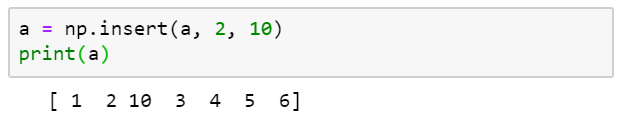 a = np.insert(a, 2, 10)
print(a)
[ 1  2 10  3  4  5  6]